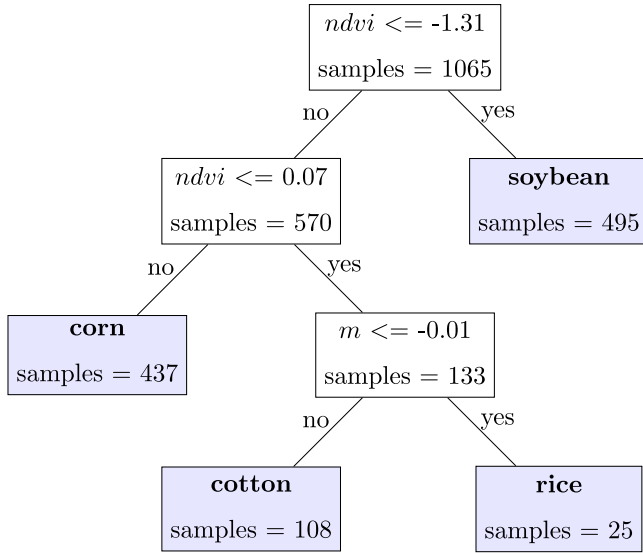 ndvi <= -1.31
samples = 1065
no
yes
ndvi <= 0.07
samples = 570
soybean
samples = 495
no
yes
corn
samples = 437
m <= -0.01
samples = 133
no
yes
cotton
samples = 108
rice
samples = 25